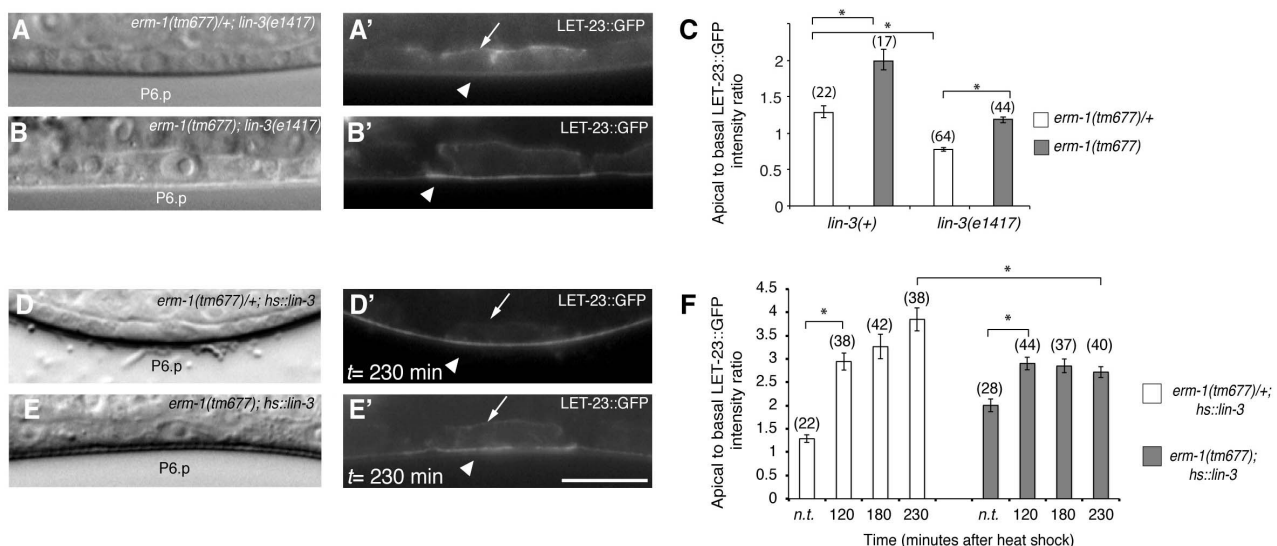 A
erm-1(tm677)/+; lin-3(e1417)
P6.p
A’
LET-23::GFP
B
erm-1(tm677); lin-3(e1417)
P6.p
B’
LET-23::GFP
C
Apical to basal LET-23::GFP
intensity ratio
2
1.5
1
0.5
0
*
*
*
(22)
(17)
(64)
(44)
lin-3(+)
lin-3(e1417)
erm-1(tm677)/+
erm-1(tm677)
D
erm-1(tm677)/+; hs::lin-3
P6.p
D’
LET-23::GFP
t= 230 min
E
erm-1(tm677); hs::lin-3
P6.p
E’
LET-23::GFP
t= 230 min
F
Apical to basal LET-23::GFP
intensity ratio
4.5
4
3.5
3
2.5
2
1.5
1
0.5
0
*
*
*
(22)
(38)
(42)
(38)
(28)
(44)
(37)
(40)
n.t. 120 180 230 n.t. 120 180 230
Time (minutes after heat shock)
erm-1(tm677)/+;
hs::lin-3
erm-1(tm677);
hs::lin-3